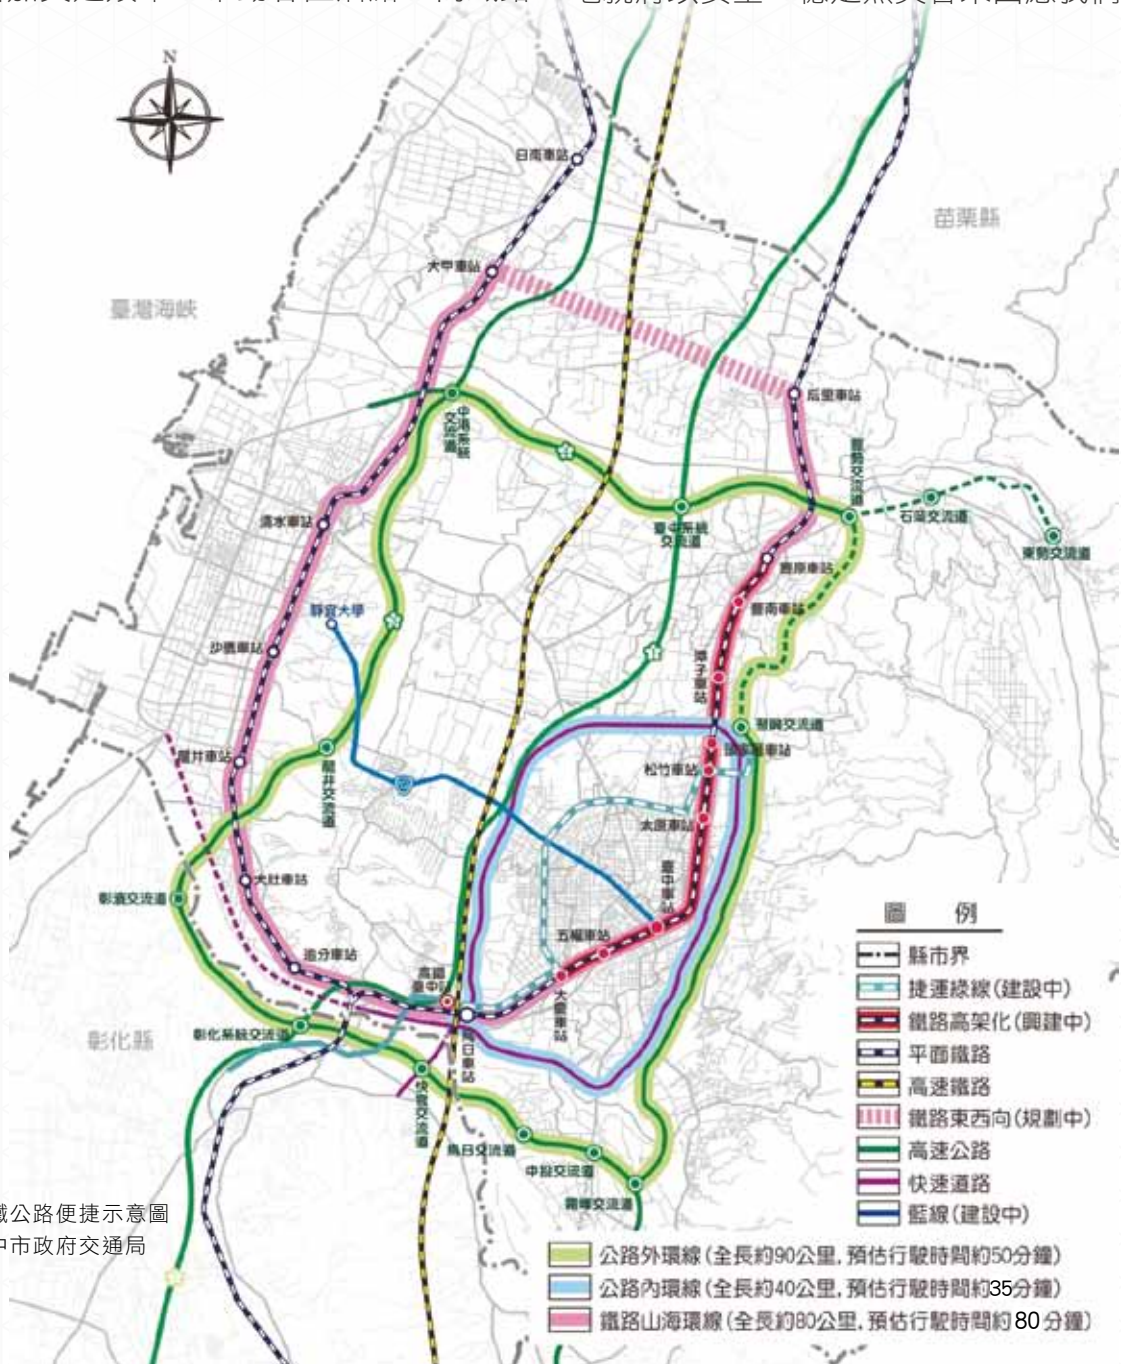 N
日南車站
苗栗縣
大甲車站
臺灣海峽
后里車站
中港系統
交流道
豐勢交流道
石岡交流道
清水車站
臺中系統
交流道
東勢交流道
豐原車站
豐南車站
靜宜大學
沙鹿車站
潭子車站
潭興交流道
頭家厝車站
龍井車站
松竹車站
龍井交流道
太原車站
臺中車站
大肚車站
彰濱交流道
五權車站
追分車站
高鐵
臺中站
大慶車站
彰化縣
彰化系統交流道
烏日車站
快官交流道
烏日交流道
中投交流道
霧峰交流道
圖 例
縣市界
捷運綠線(建設中)
鐵路高架化(興建中)
平面鐵路
高速鐵路
鐵路東西向(規劃中)
高速公路
快速道路
藍線(建設中)
鐵公路便捷示意圖
中市政府交通局
公路外環線(全長約90公里,預估行駛時間約50分鐘)
公路內環線(全長約40公里,預估行駛時間約35分鐘)
鐵路山海環線(全長約80公里,預估行駛時間約80分鐘)